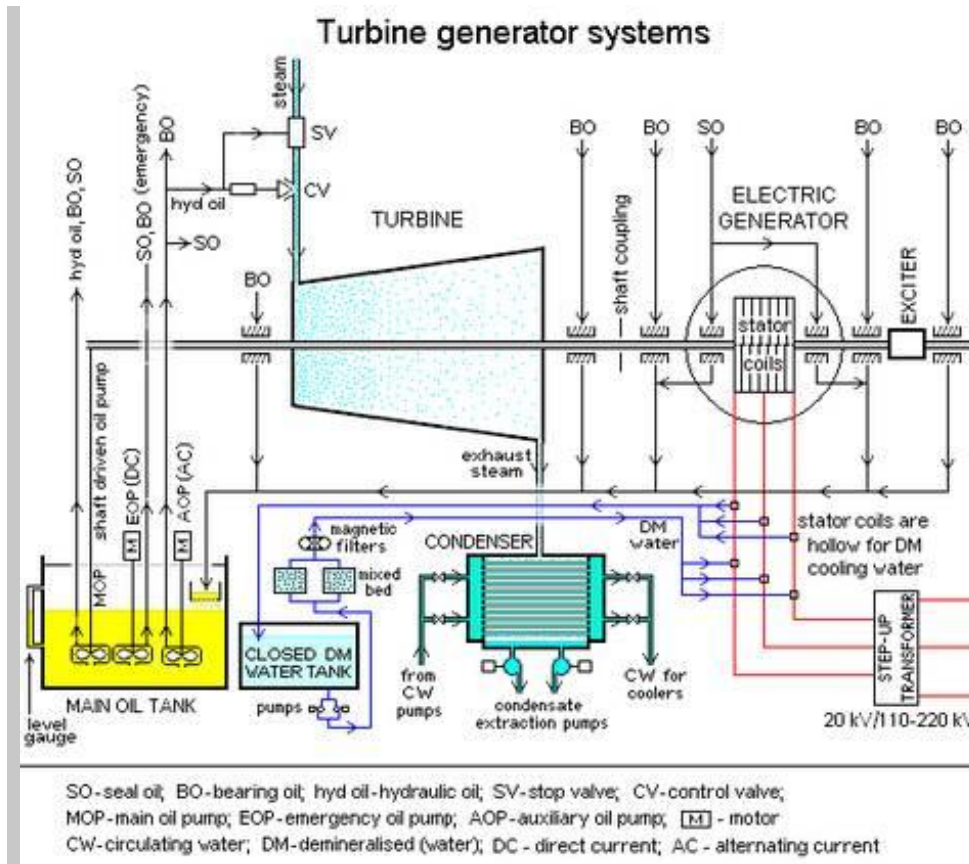 Turbine generator systems
steam
SV
CV
hyd oil
BO
SO
SO, BO (emergency)
hyd oil, BO, SO
TURBINE
BO
BO
BO
SO
BO
BO
shaft coupling
ELECTRIC
GENERATOR
EXCITER
stator
coils
shaft driven oil pump
MOP
EOP (DC)
AOP (AC)
M
M
exhaust
steam
magnetic
filters
CONDENSER
DM
water
stator coils are
hollow for DM
cooling water
mixed
bed
CLOSED DM
WATER TANK
pumps
from
CW
pumps
CW for
coolers
condensate
extraction pumps
STEP-UP
TRANSFORMER
20 kV/110-220 kV
MAIN OIL TANK
level
gauge
SO-seal oil; BO-bearing oil; hyd oil-hydraulic oil; SV-stop valve; CV-control valve;
MOP-main oil pump; EOP-emergency oil pump; AOP-auxiliary oil pump; M - motor
CW-circulating water; DM-demineralised (water); DC - direct current; AC - alternating current